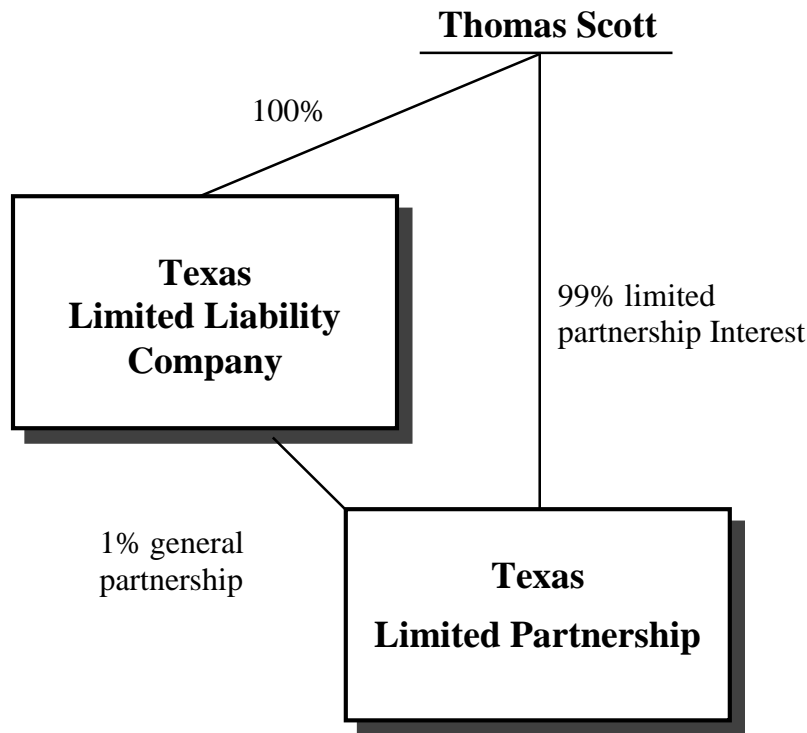 Thomas Scott
100%
Texas
Limited Liability
Company
99% limited
partnership Interest
1% general
partnership
Texas
Limited Partnership